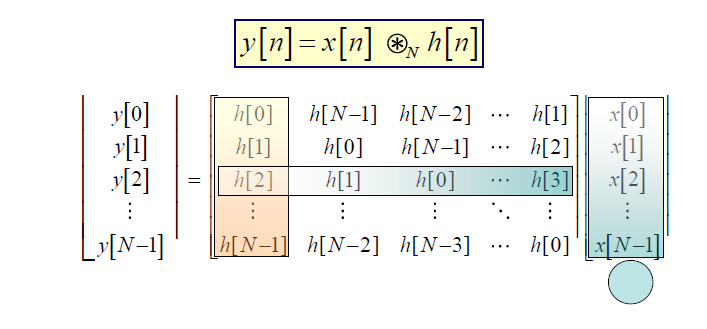 y[n] = x[n] ⊛_N h[n]
y[0] h[0] h[N−1] h[N−2] ⋯ h[1] x[0]
y[1] h[1] h[0] h[N−1] ⋯ h[2] x[1]
y[2] = h[2] h[1] h[0] ⋯ h[3] x[2]
⋮ ⋮ ⋮ ⋮ ⋱ ⋮ ⋮
y[N−1] h[N−1] h[N−2] h[N−3] ⋯ h[0] x[N−1]